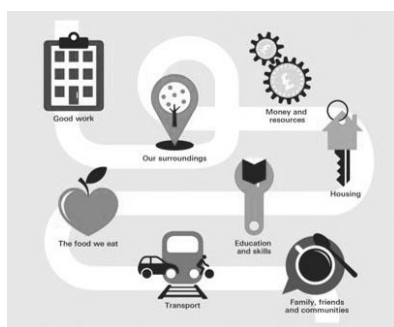 Good work
Our surroundings
Money and
resources
Housing
The food we eat
Education
and skills
Transport
Family, friends
and communities